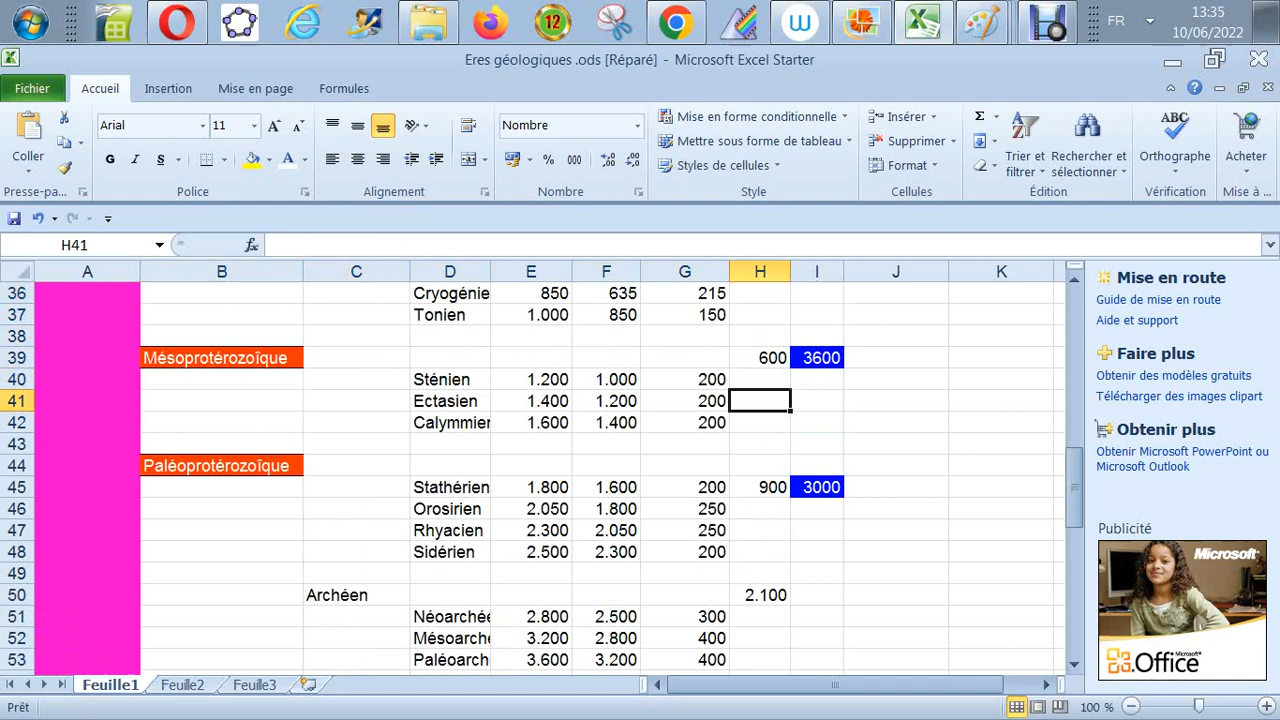 12
W
FR
13:35
10/06/2022
Eres géologiques .ods [Réparé] - Microsoft Excel Starter
Fichier
Accueil
Insertion
Mise en page
Formules
Coller
Presse-pa...
Arial
11
G I S
Police
Alignement
Nombre
% 000
Nombre
Mise en forme conditionnelle
Mettre sous forme de tableau
Styles de cellules
Style
Insérer
Supprimer
Format
Cellules
Σ
Trier et filtrer
Rechercher et sélectionner
Édition
ABC
Orthographe
Vérification
Acheter
Mise à ...
H41
fx
A B C D E F G H I J K
36 Cryogénie 850 635 215
37 Tonien 1.000 850 150
38
39 Mésoprotérozoîque 600 3600
40 Sténien 1.200 1.000 200
41 Ectasien 1.400 1.200 200
42 Calymmier 1.600 1.400 200
43
44 Paléoprotérozoîque
45 Stathérien 1.800 1.600 200 900 3000
46 Orosirien 2.050 1.800 250
47 Rhyacien 2.300 2.050 250
48 Sidérien 2.500 2.300 200
49
50 Archéen 2.100
51 Néoarchée 2.800 2.500 300
52 Mésoarche 3.200 2.800 400
53 Paléoarch 3.600 3.200 400
Mise en route
Guide de mise en route
Aide et support
Faire plus
Obtenir des modèles gratuits
Télécharger des images clipart
Obtenir plus
Obtenir Microsoft PowerPoint ou
Microsoft Outlook
Publicité
Microsoft
Microsoft
Office
Feuille1
Feuille2
Feuille3
Prêt
100 %